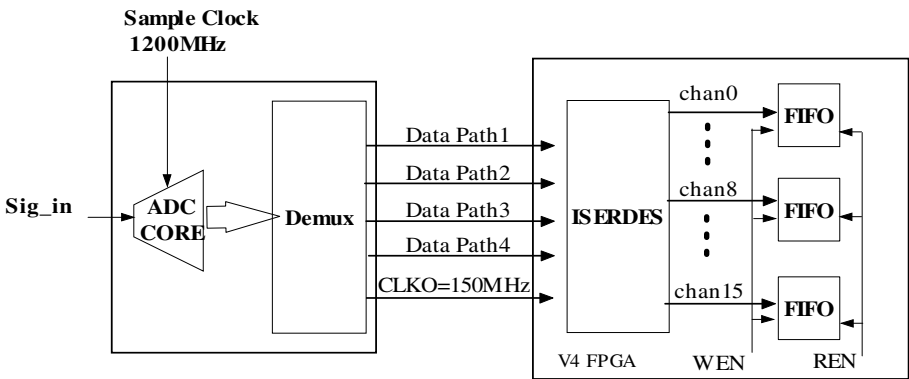 Sample Clock
1200MHz
Sig_in
ADC
CORE
Demux
Data Path1
Data Path2
Data Path3
Data Path4
CLKO=150MHz
ISERDES
chan0
chan8
chan15
FIFO
FIFO
FIFO
V4 FPGA
WEN
REN